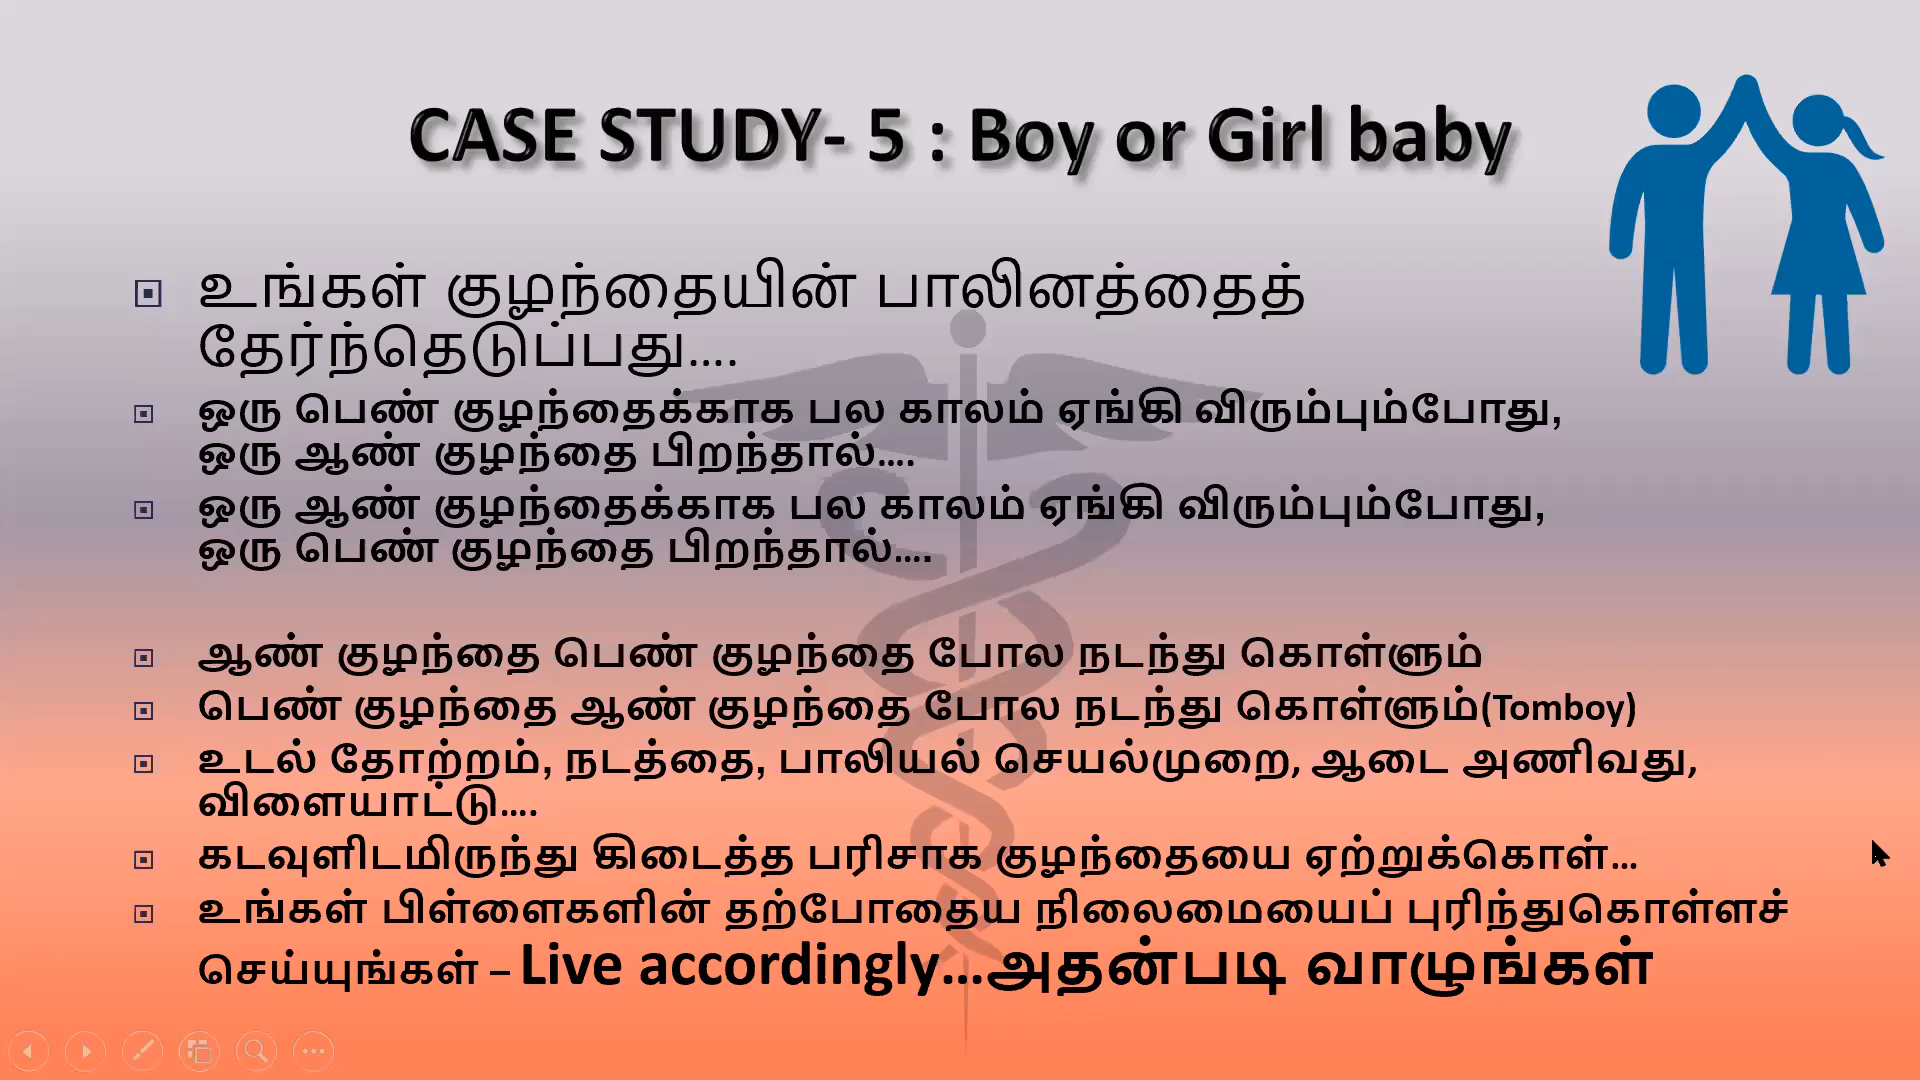 CASE STUDY- 5 : Boy or Girl baby
உங்கள் குழந்தையின் பாலினத்தைத்
தேர்ந்தெடுப்பது....
ஒரு பெண் குழந்தைக்காக பல காலம் ஏங்கி விரும்பும்போது,
ஒரு ஆண் குழந்தை பிறந்தால்....
ஒரு ஆண் குழந்தைக்காக பல காலம் ஏங்கி விரும்பும்போது,
ஒரு பெண் குழந்தை பிறந்தால்....
ஆண் குழந்தை பெண் குழந்தை போல நடந்து கொள்ளும்
பெண் குழந்தை ஆண் குழந்தை போல நடந்து கொள்ளும்(Tomboy)
உடல் தோற்றம், நடத்தை, பாலியல் செயல்முறை, ஆடை அணிவது,
விளையாட்டு....
கடவுளிடமிருந்து கிடைத்த பரிசாக குழந்தையை ஏற்றுக்கொள்...
உங்கள் பிள்ளைகளின் தற்போதைய நிலைமையைப் புரிந்துகொள்ளச்
செய்யுங்கள் – Live accordingly...அதன்படி வாழுங்கள்